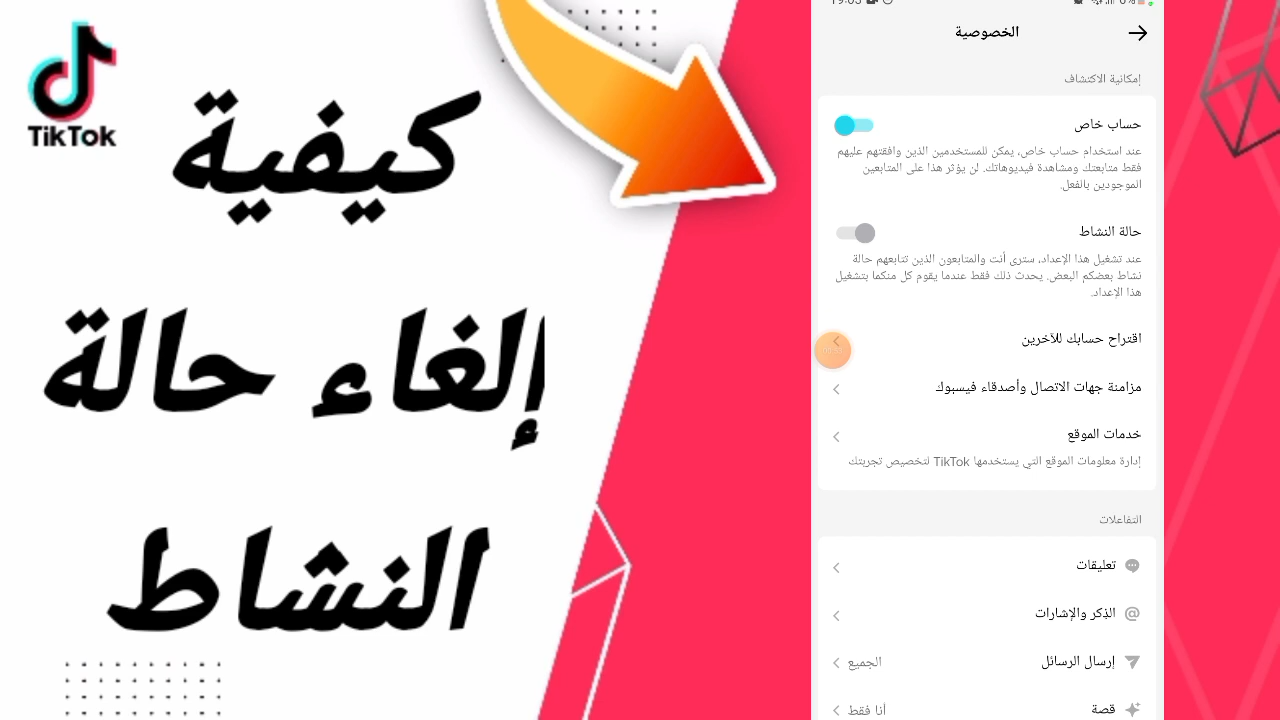 TikTok
كيفية
إلغاء حالة
النشاط
الخصوصية
إمكانية الاكتشاف
حساب خاص
عند استخدام حساب خاص، يمكن للمستخدمين الذين وافقتهم عليهم
فقط متابعتك ومشاهدة فيديوهاتك. لن يؤثر هذا على المتابعين
الموجودين بالفعل.
حالة النشاط
عند تشغيل هذا الإعداد، سترى أنت والمتابعون الذين تتابعهم حالة
نشاط بعضكم البعض. يحدث ذلك فقط عندما يقوم كل منكما بتشغيل
هذا الإعداد.
اقتراح حسابك للآخرين
مزامنة جهات الاتصال وأصدقاء فيسبوك
خدمات الموقع
إدارة معلومات الموقع التي يستخدمها TikTok لتخصيص تجربتك
التفاعلات
تعليقات
الذِكر والإشارات
إرسال الرسائل الجميع
قصة أنا فقط